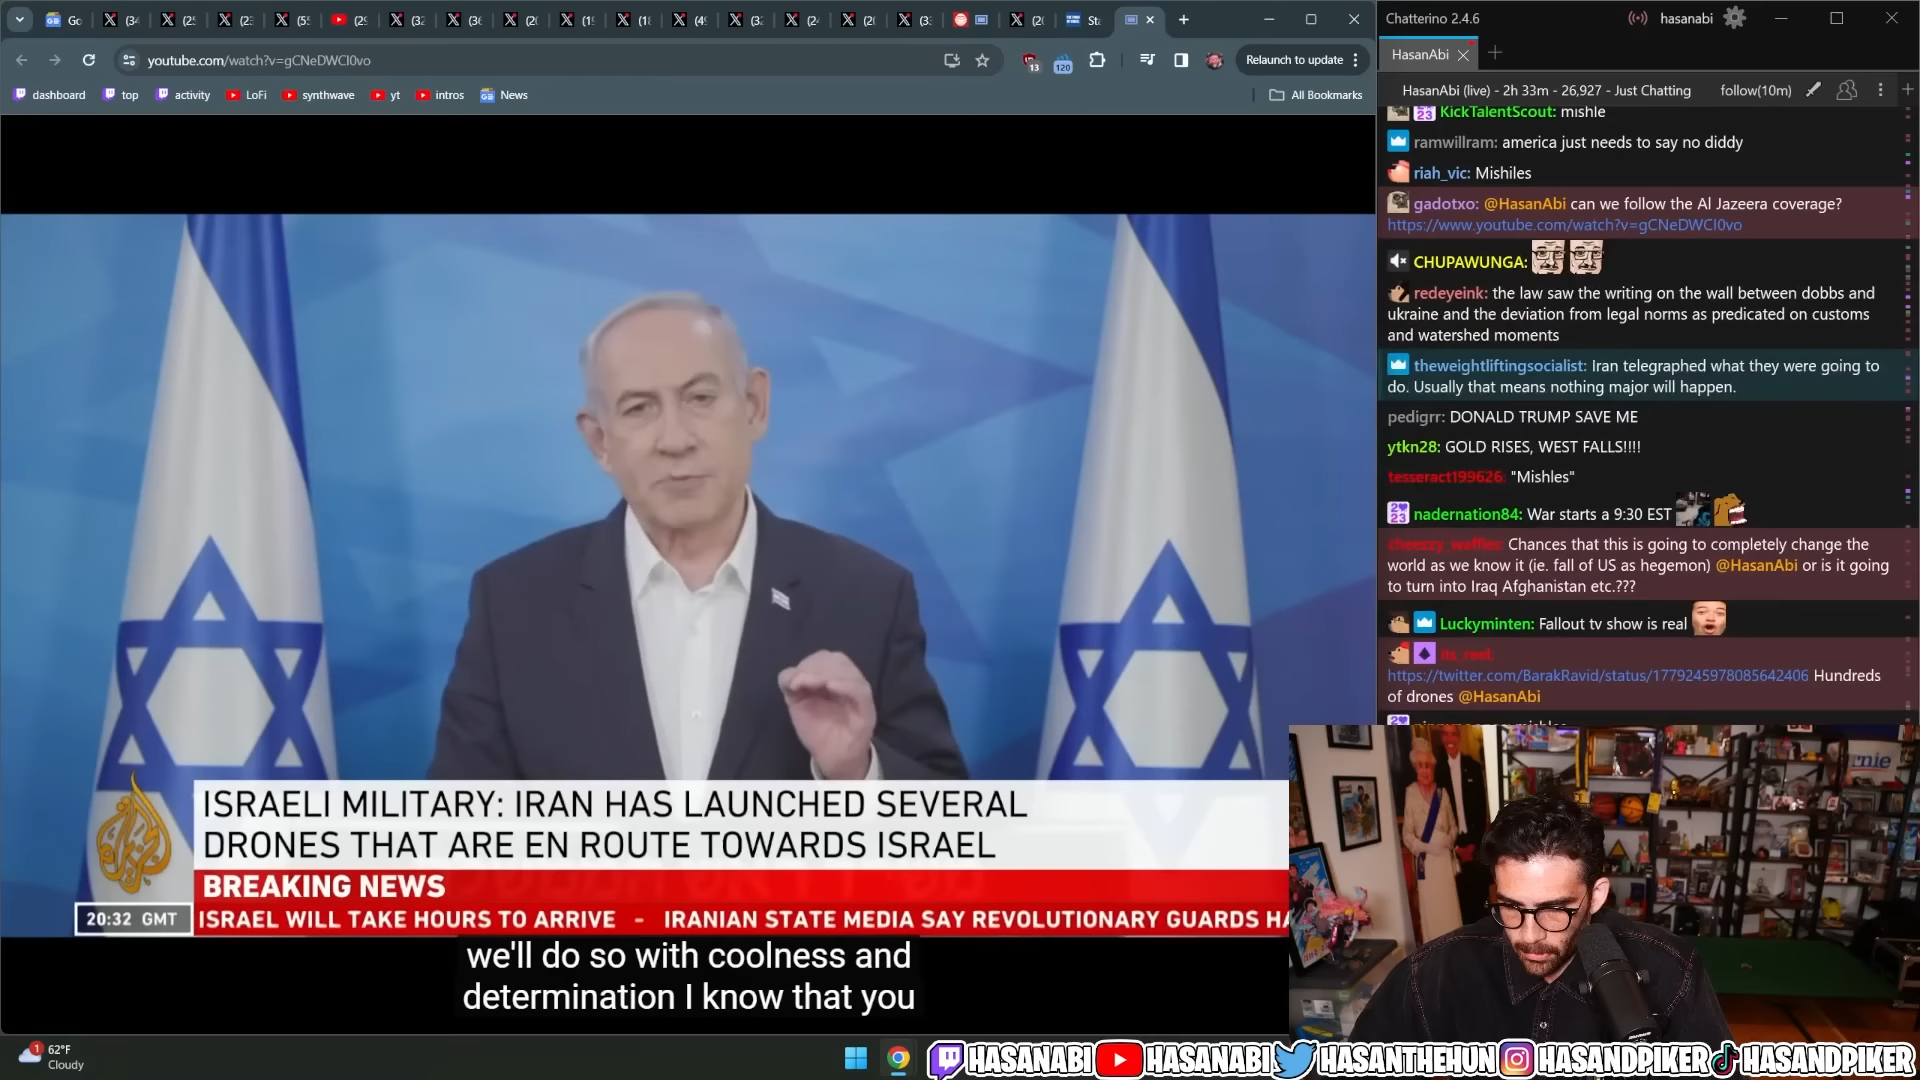 Go
youtube.com/watch?v=gCNeDWCI0vo
13
120
Relaunch to update
dashboard
top
activity
LoFi
synthwave
yt
intros
News
All Bookmarks
ISRAELI MILITARY: IRAN HAS LAUNCHED SEVERAL
DRONES THAT ARE EN ROUTE TOWARDS ISRAEL
BREAKING NEWS
20:32 GMT
ISRAEL WILL TAKE HOURS TO ARRIVE - IRANIAN STATE MEDIA SAY REVOLUTIONARY GUARDS HA
we'll do so with coolness and
determination I know that you
1
62°F
Cloudy
HASANABI
HASANABI
HASANTHEHUN
HASANDPIKER
HASANDPIKER
Chatterino 2.4.6
hasanabi
HasanAbi
HasanAbi (live) - 2h 33m - 26,927 - Just Chatting
follow(10m)
KickTalentScout: mishle
ramwillram: america just needs to say no diddy
riah_vic: Mishiles
gadotxo: @HasanAbi can we follow the Al Jazeera coverage?
https://www.youtube.com/watch?v=gCNeDWCI0vo
CHUPAWUNGA:
redeyeink: the law saw the writing on the wall between dobbs and
ukraine and the deviation from legal norms as predicated on customs
and watershed moments
theweightliftingsocialist: Iran telegraphed what they were going to
do. Usually that means nothing major will happen.
pedigrr: DONALD TRUMP SAVE ME
ytkn28: GOLD RISES, WEST FALLS!!!!
tesseract199626: "Mishles"
nadernation84: War starts a 9:30 EST
cheezzy_waffles: Chances that this is going to completely change the
world as we know it (ie. fall of US as hegemon) @HasanAbi or is it going
to turn into Iraq Afghanistan etc.???
Luckyminten: Fallout tv show is real
https://twitter.com/BarakRavid/status/1779245978085642406 Hundreds
of drones @HasanAbi